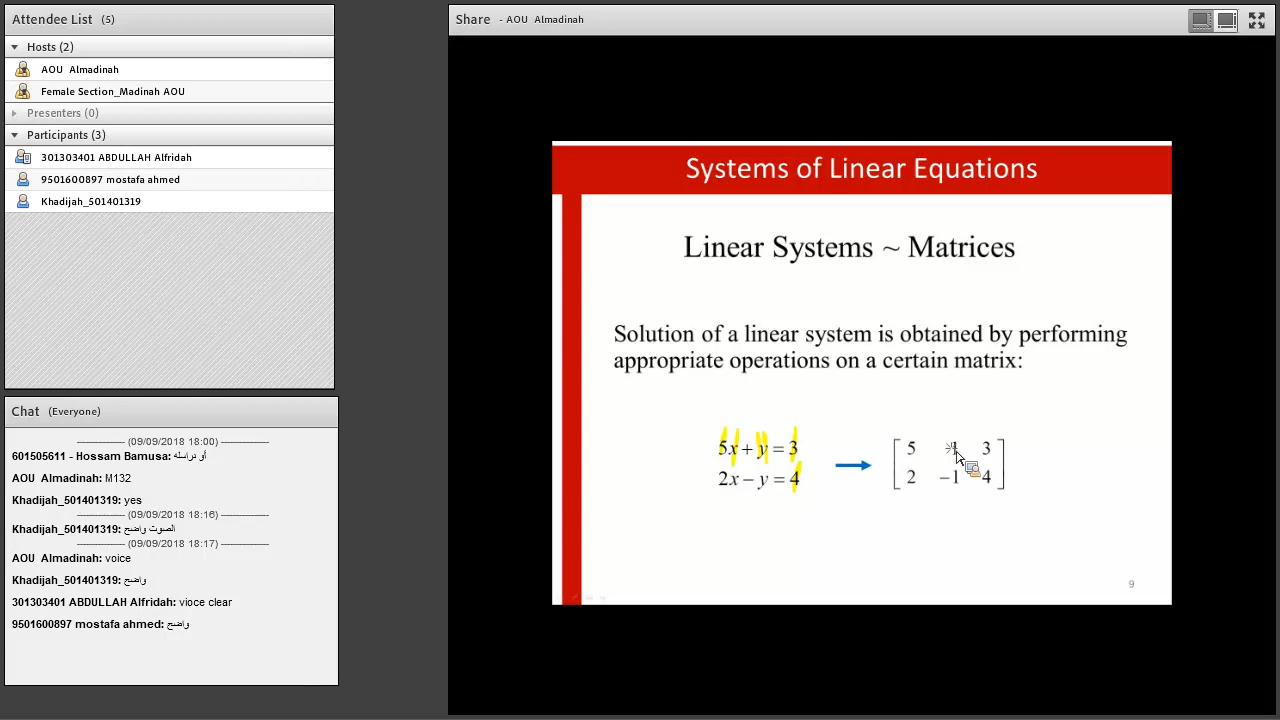 Attendee List (5)
Hosts (2)
AOU Almadinah
Female Section_Madinah AOU
Presenters (0)
Participants (3)
301303401 ABDULLAH Alfridah
9501600897 mostafa ahmed
Khadijah_501401319
Chat (Everyone)
--------------- (09/09/2018 18:00) ---------------
601505611 - Hossam Bamusa: أو دراسله
AOU Almadinah: M132
Khadijah_501401319: yes
--------------- (09/09/2018 18:16) ---------------
Khadijah_501401319: الصوت واضح
--------------- (09/09/2018 18:17) ---------------
AOU Almadinah: voice
Khadijah_501401319: واضح
301303401 ABDULLAH Alfridah: vioce clear
9501600897 mostafa ahmed: واضح
Share - AOU Almadinah
Systems of Linear Equations
Linear Systems ~ Matrices
Solution of a linear system is obtained by performing
appropriate operations on a certain matrix:
5x + y = 3
2x − y = 4
5 1 3
2 −1 4
9